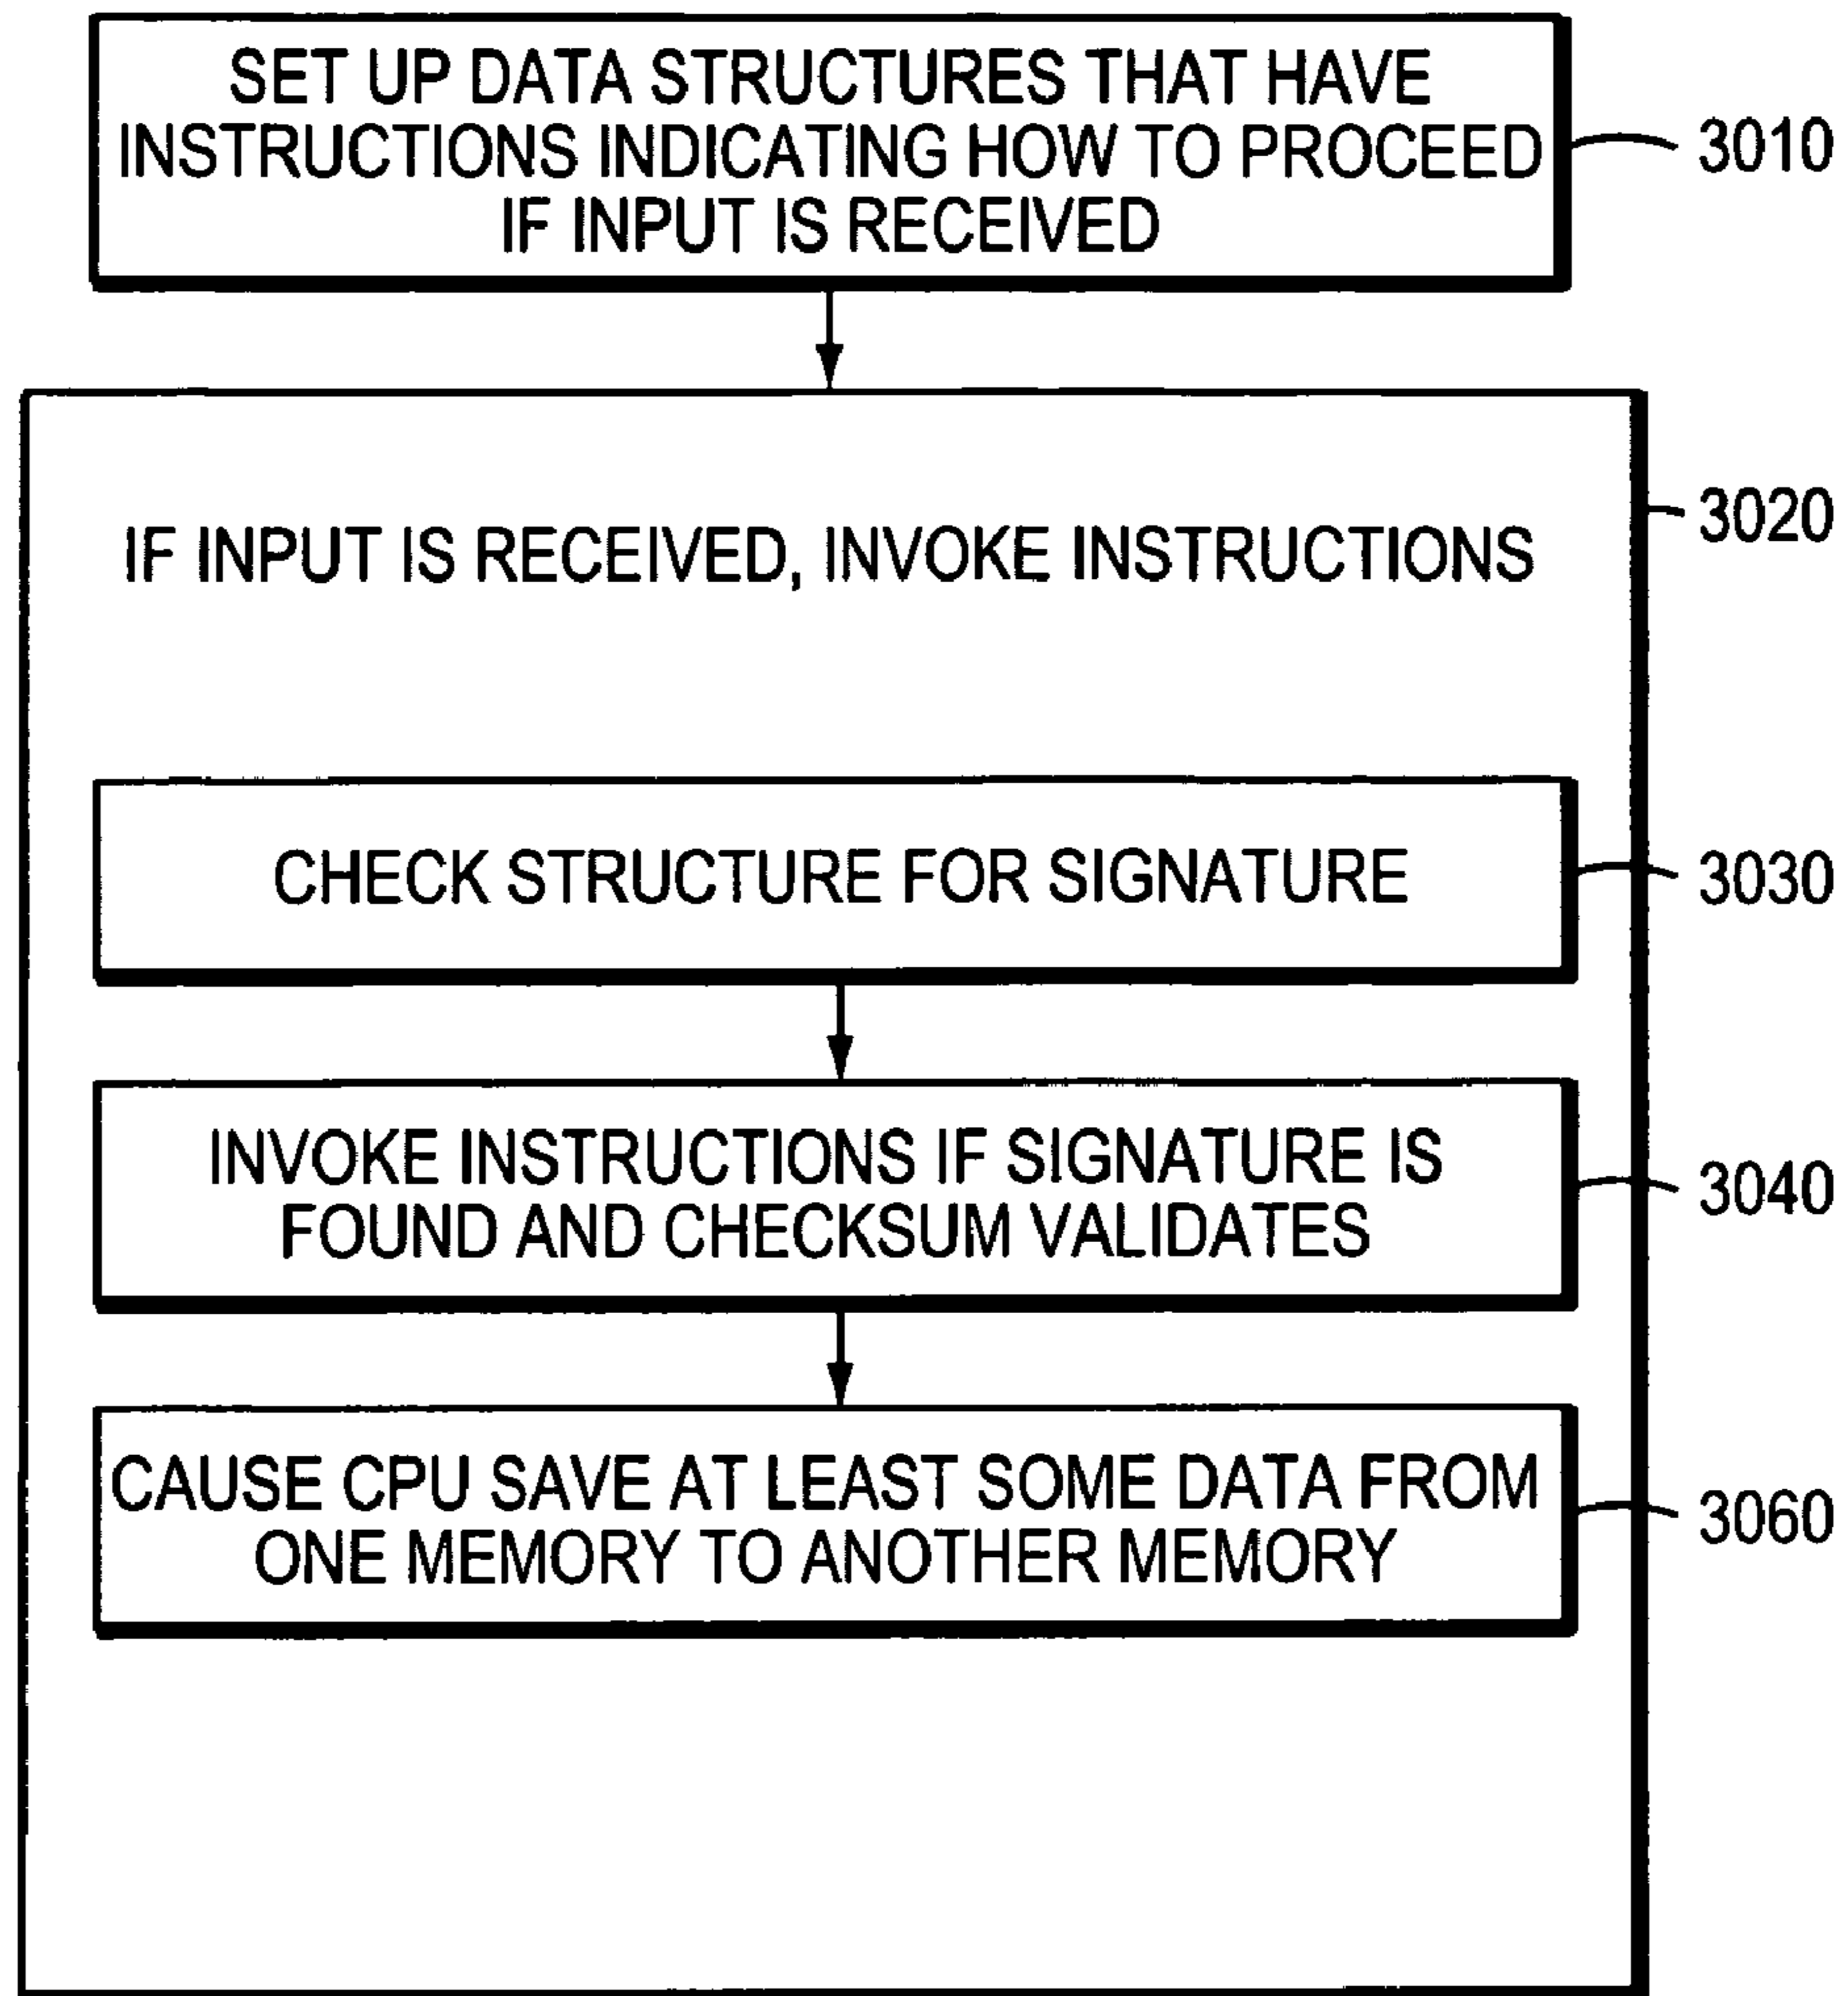 SET UP DATA STRUCTURES THAT HAVE
INSTRUCTIONS INDICATING HOW TO PROCEED
IF INPUT IS RECEIVED
3010
IF INPUT IS RECEIVED, INVOKE INSTRUCTIONS
3020
CHECK STRUCTURE FOR SIGNATURE
3030
INVOKE INSTRUCTIONS IF SIGNATURE IS
FOUND AND CHECKSUM VALIDATES
3040
CAUSE CPU SAVE AT LEAST SOME DATA FROM
ONE MEMORY TO ANOTHER MEMORY
3060